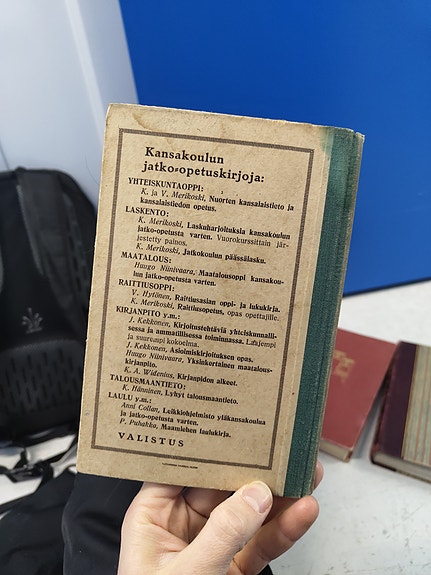 Kansakoulun
jatko-opetuskirjoja:
YHTEISKUNTAOPPI:
K. ja V. Merikoski, Nuorten kansalaistieto ja
kansalaistiedon opetus.
LASKENTO:
K. Merikoski, Laskuharjoituksia kansakoulun
jatko-opetusta varten. Vuorokurssittain jär-
jestetty painos.
K. Merikoski, Jatkokoulun päässälasku.
MAATALOUS:
Huugo Niinivaara, Maatalousoppi kansakou-
lun jatko-opetusta varten.
RAITTIUSOPPI:
V. Hytönen, Raittiusasian oppi- ja lukukirja.
K. Merikoski, Raittiusopetus, opas opettajille.
KIRJANPITO y.m.:
J. Kekkonen, Kirjoitustehtäviä yhteiskunnalli-
sessa ja ammatillisessa toiminnassa. Laajempi
ja suppeampi kokoelma.
J. Kekkonen, Asioimiskirjoituksen opas.
Huugo Niinivaara, Yksinkertainen maatalous-
kirjanpito.
K. A. Widenius, Kirjanpidon alkeet.
TALOUSMAANTIETO:
K. Hänninen, Lyhyt talousmaantieto.
LAULU y.m.:
Anni Collan, Leikkiohjelmisto yläkansakoulua
ja jatko-opetusta varten.
P. Puhakka, Maamiehen laulukirja.
VALISTUS